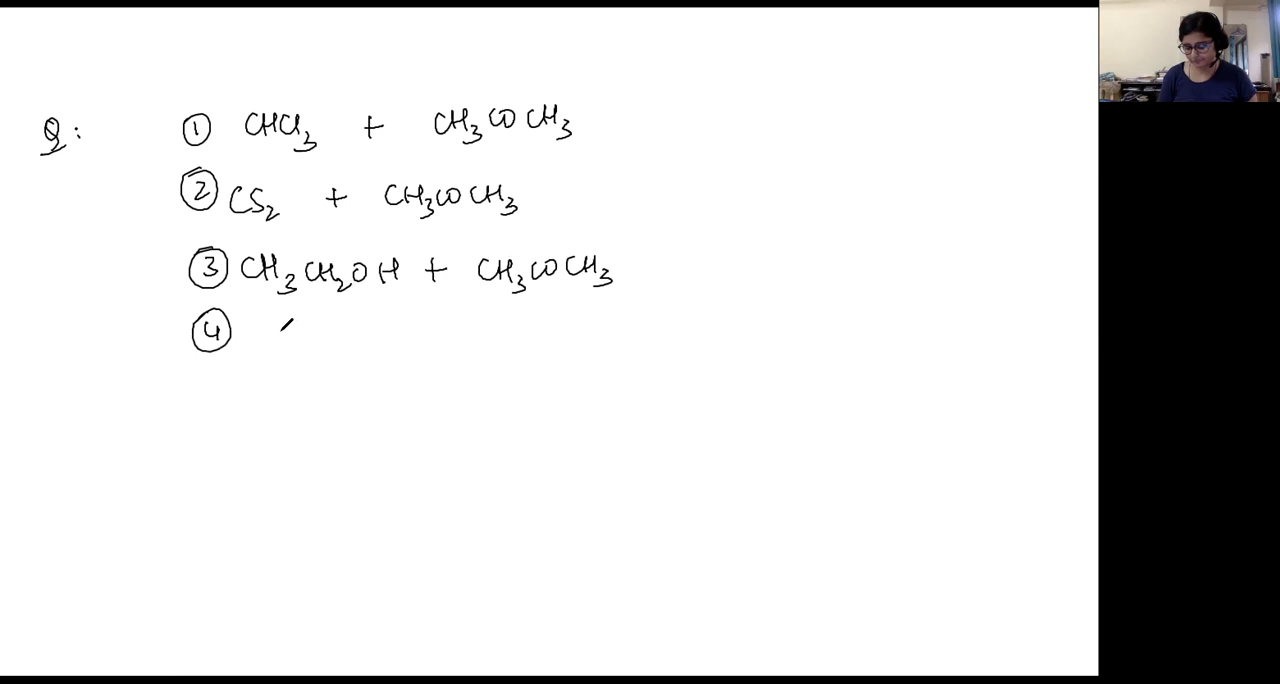 Q: ① CHCl₃ + CH₃COCH₃
② CS₂ + CH₃COCH₃
③ CH₃CH₂OH + CH₃COCH₃
④